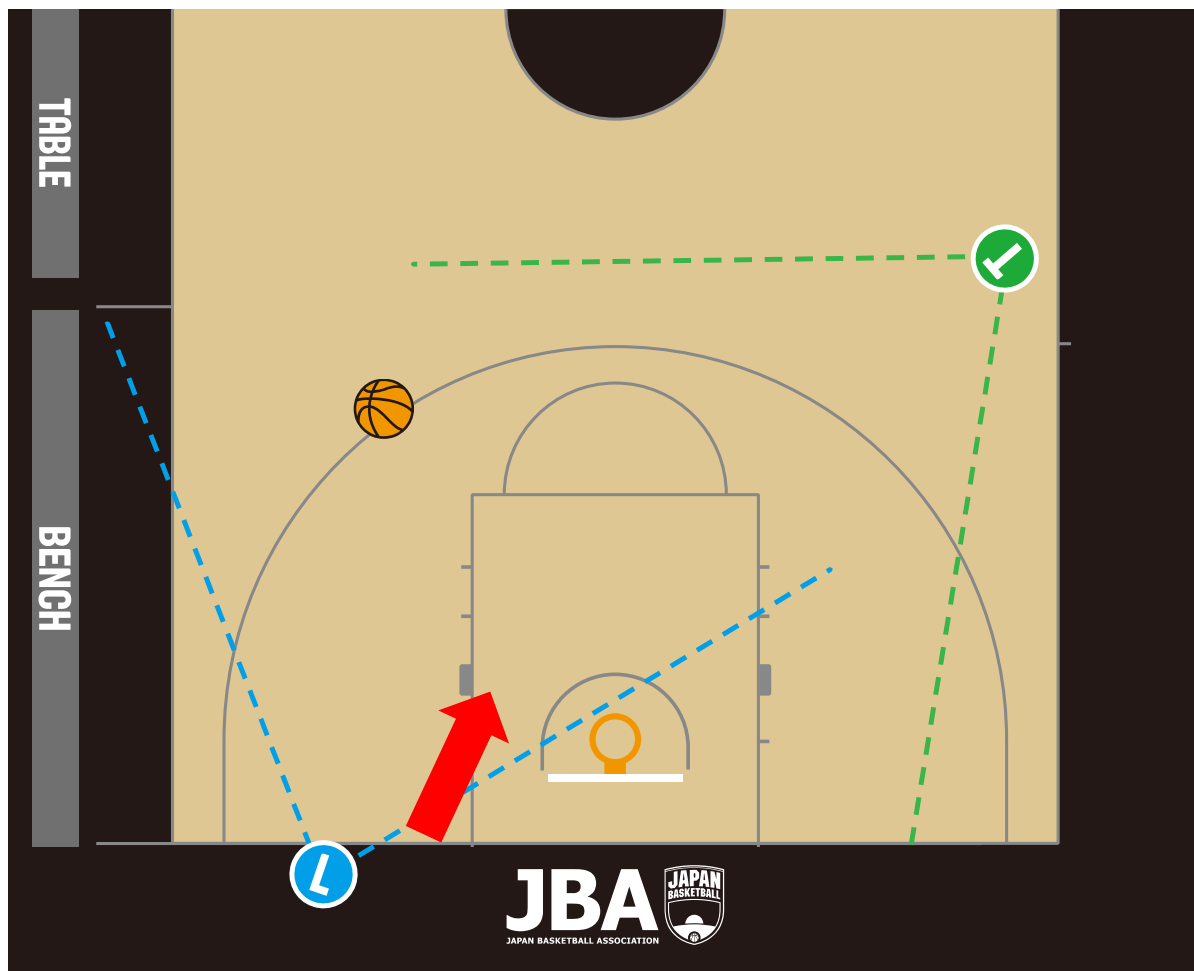 TABLE
BENCH
T
L
JBA
JAPAN BASKETBALL ASSOCIATION
JAPAN
BASKETBALL